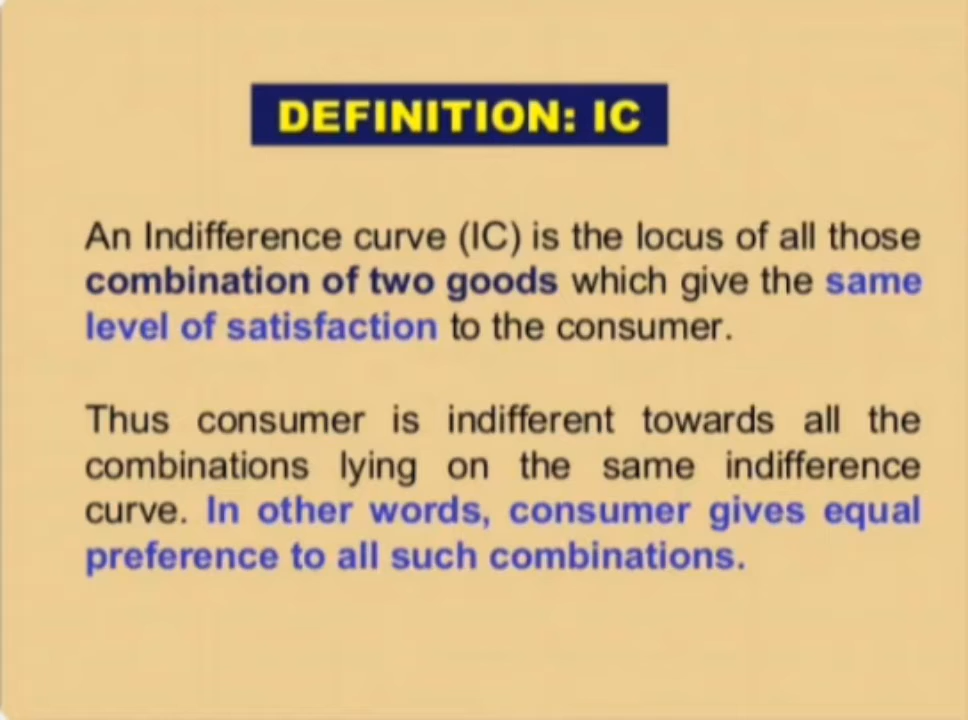 DEFINITION: IC
An Indifference curve (IC) is the locus of all those
combination of two goods which give the same
level of satisfaction to the consumer.
Thus consumer is indifferent towards all the
combinations lying on the same indifference
curve. In other words, consumer gives equal
preference to all such combinations.